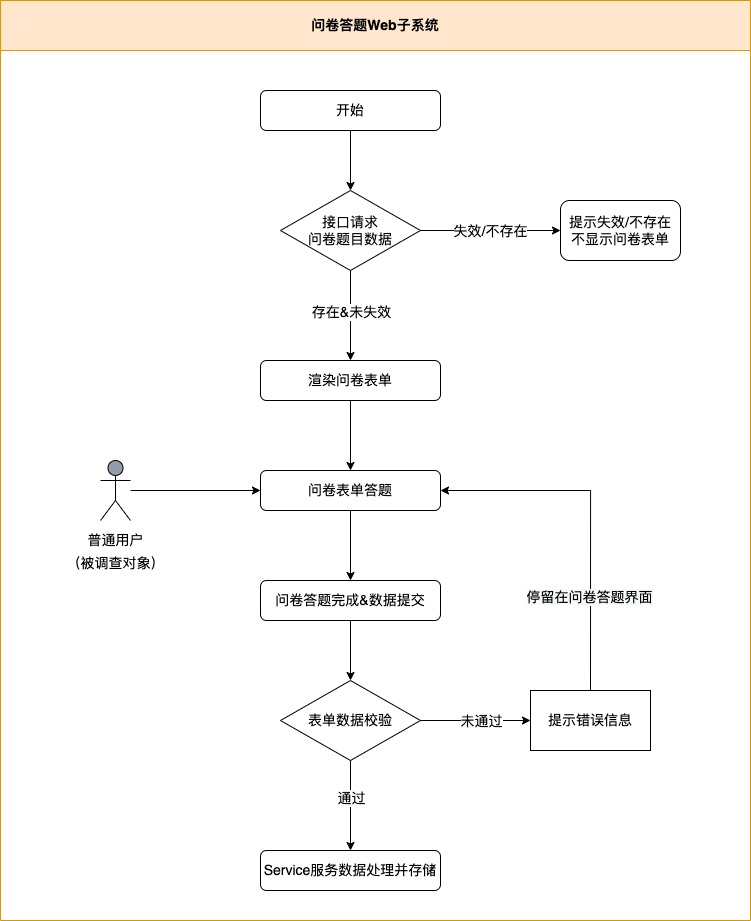 问卷答题Web子系统
开始
接口请求
问卷题目数据
失效/不存在
提示失效/不存在
不显示问卷表单
存在&未失效
渲染问卷表单
问卷表单答题
普通用户
（被调查对象）
问卷答题完成&数据提交
停留在问卷答题界面
表单数据校验
未通过
提示错误信息
通过
Service服务数据处理并存储